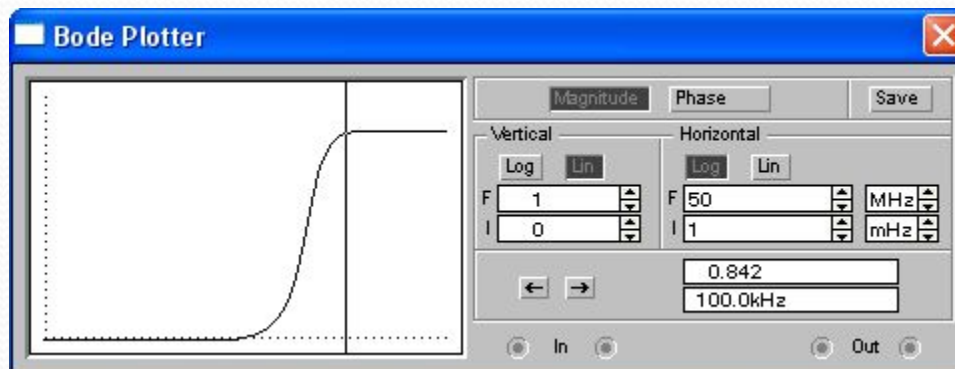 Bode Plotter
Magnitude Phase Save
Vertical Horizontal
Log Lin Log Lin
F 1 F 50 MHz
I 0 I 1 mHz
← → 0.842
100.0kHz
In Out